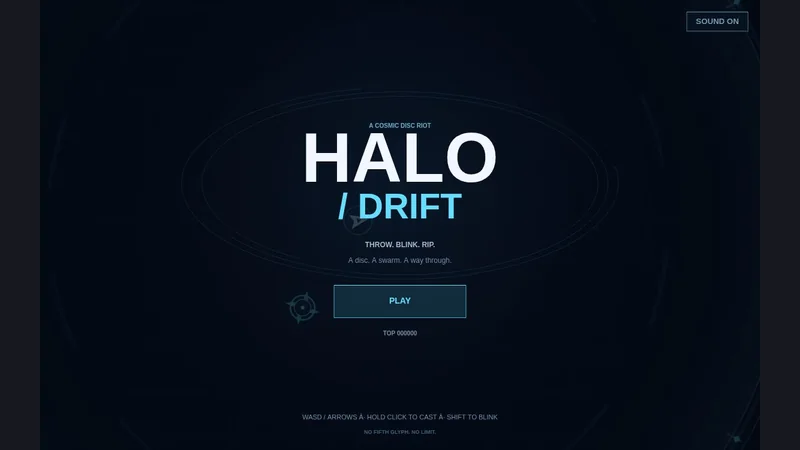 SOUND ON
A COSMIC DISC RIOT
HALO
/ DRIFT
THROW. BLINK. RIP.
A disc. A swarm. A way through.
PLAY
TOP 000000
WASD / ARROWS Â· HOLD CLICK TO CAST Â· SHIFT TO BLINK
NO FIFTH GLYPH. NO LIMIT.